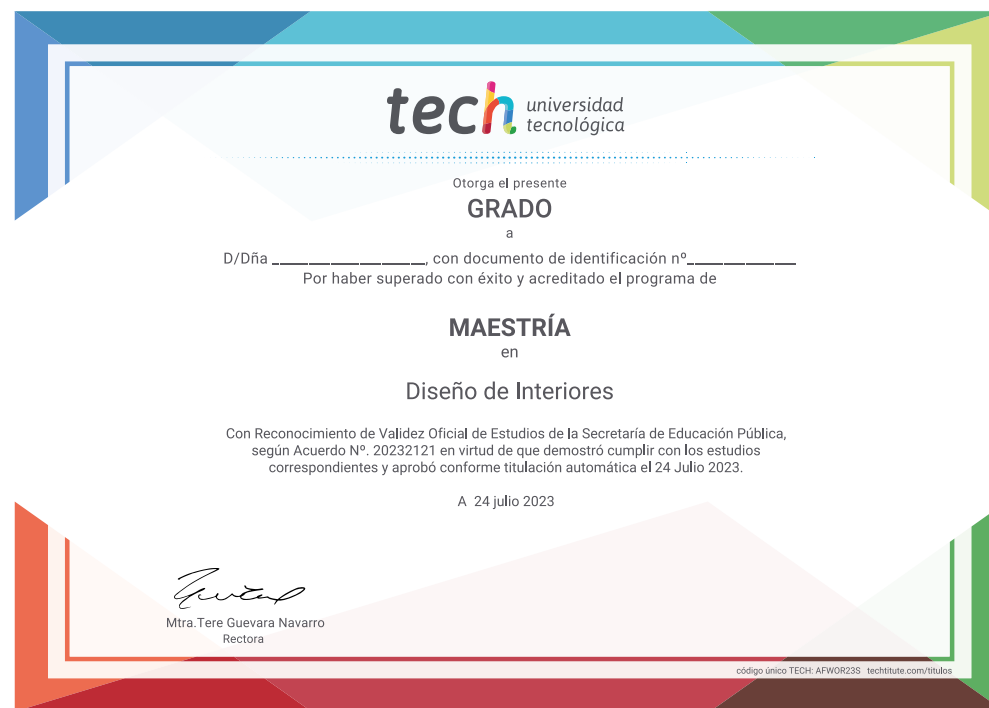 tech universidad
tecnológica
Otorga el presente
GRADO
a
D/Dña ____________________, con documento de identificación nº______________
Por haber superado con éxito y acreditado el programa de
MAESTRÍA
en
Diseño de Interiores
Con Reconocimiento de Validez Oficial de Estudios de la Secretaría de Educación Pública,
según Acuerdo Nº. 20232121 en virtud de que demostró cumplir con los estudios
correspondientes y aprobó conforme titulación automática el 24 Julio 2023.
A 24 julio 2023
Mtra.Tere Guevara Navarro
Rectora
código único TECH: AFWOR23S techtitute.com/titulos